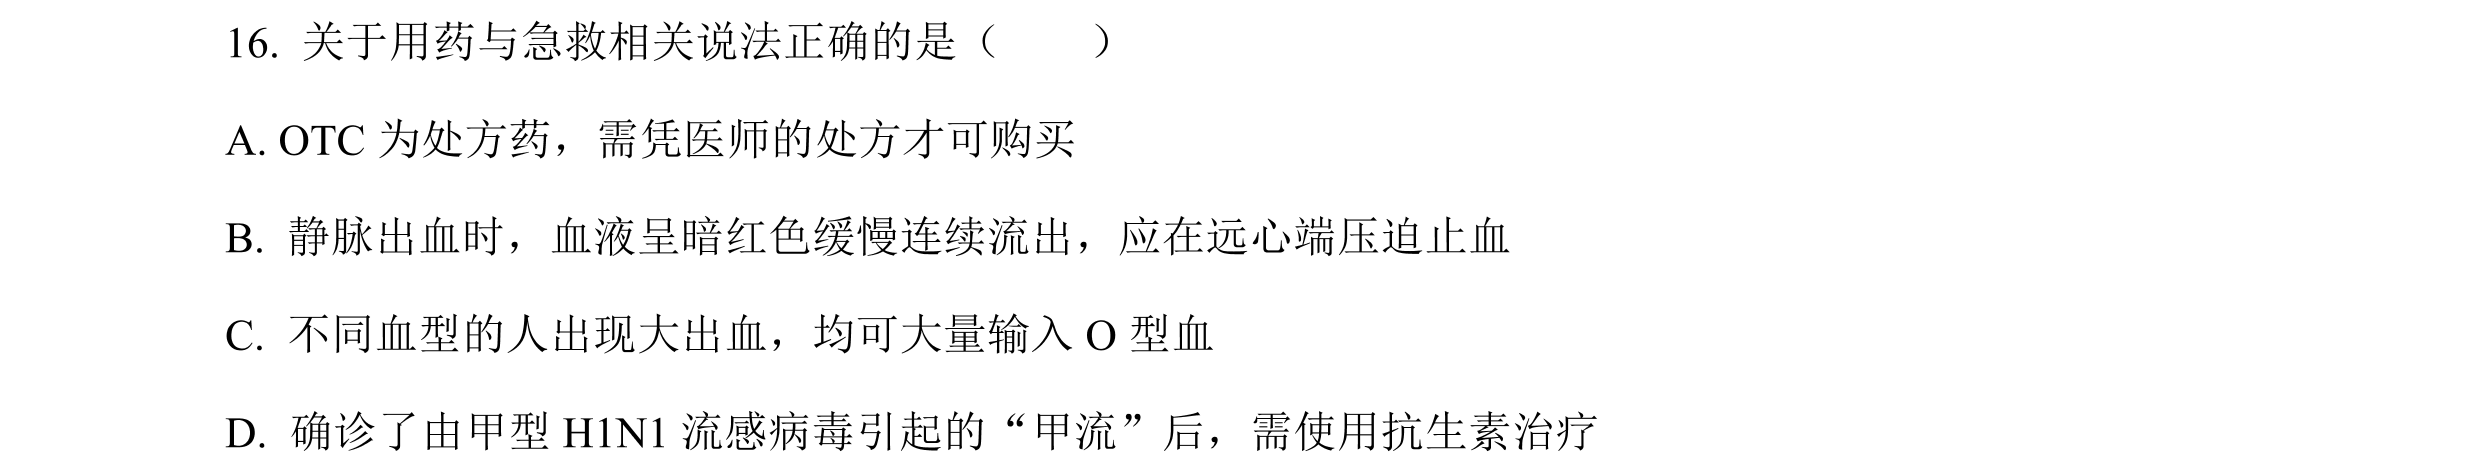 16. 关于用药与急救相关说法正确的是（　　）
A. OTC 为处方药，需凭医师的处方才可购买
B. 静脉出血时，血液呈暗红色缓慢连续流出，应在远心端压迫止血
C. 不同血型的人出现大出血，均可大量输入 O 型血
D. 确诊了由甲型 H1N1 流感病毒引起的“甲流”后，需使用抗生素治疗